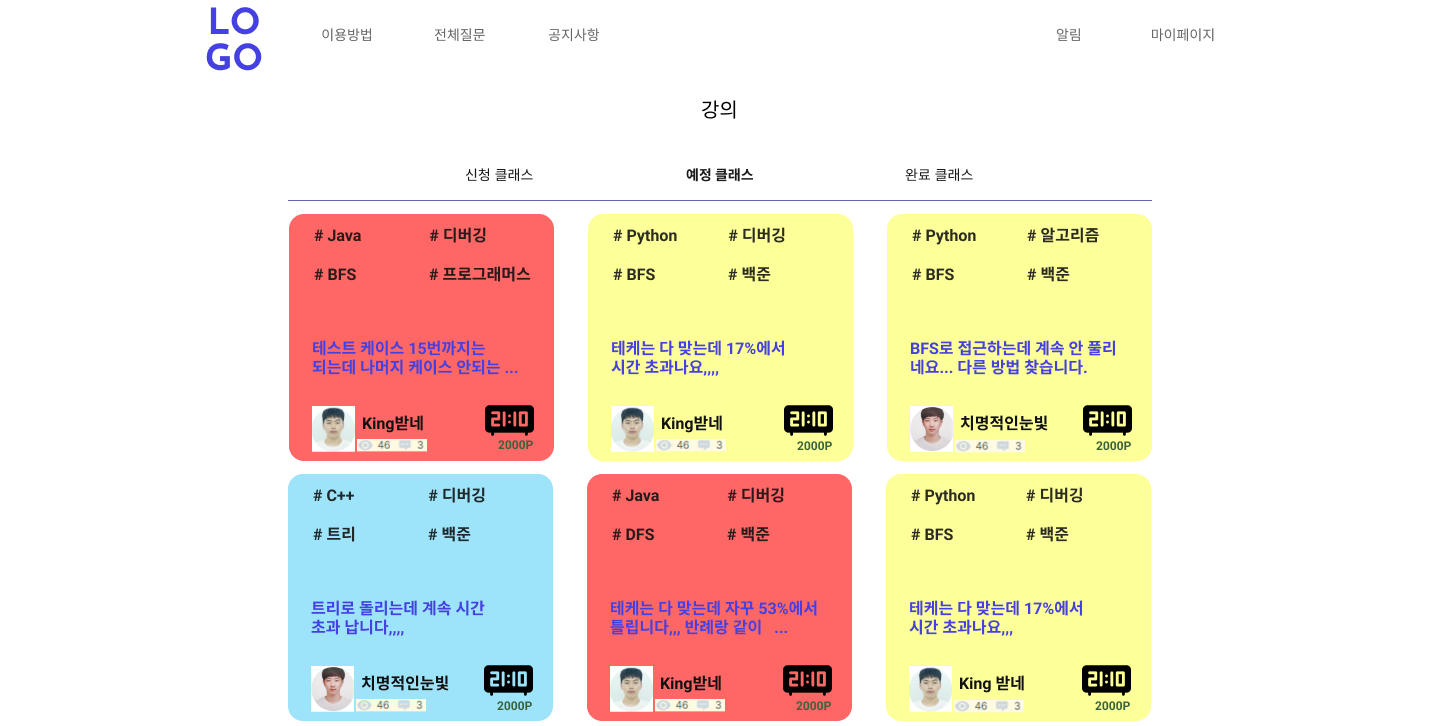 LO
GO
이용방법 전체질문 공지사항 알림 마이페이지
강의
신청 클래스 예정 클래스 완료 클래스
# Java # 디버깅
# BFS # 프로그래머스
테스트 케이스 15번까지는
되는데 나머지 케이스 안되는 ...
King받네 21:10
46 3 2000P
# Python # 디버깅
# BFS # 백준
테케는 다 맞는데 17%에서
시간 초과나요,,,,
King받네 21:10
46 3 2000P
# Python # 알고리즘
# BFS # 백준
BFS로 접근하는데 계속 안 풀리
네요... 다른 방법 찾습니다.
치명적인눈빛 21:10
46 3 2000P
# C++ # 디버깅
# 트리 # 백준
트리로 돌리는데 계속 시간
초과 납니다,,,,
치명적인눈빛 21:10
46 3 2000P
# Java # 디버깅
# DFS # 백준
테케는 다 맞는데 자꾸 53%에서
틀립니다,,, 반례랑 같이 ...
King받네 21:10
46 3 2000P
# Python # 디버깅
# BFS # 백준
테케는 다 맞는데 17%에서
시간 초과나요,,,
King 받네 21:10
46 3 2000P